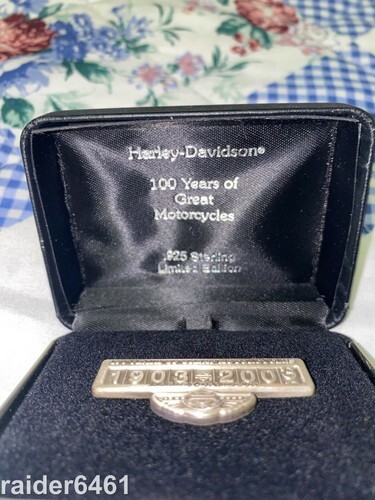 Harley-Davidson®
100 Years of
Great
Motorcycles
.925 Sterling
Limited Edition
1903 2003
raider6461